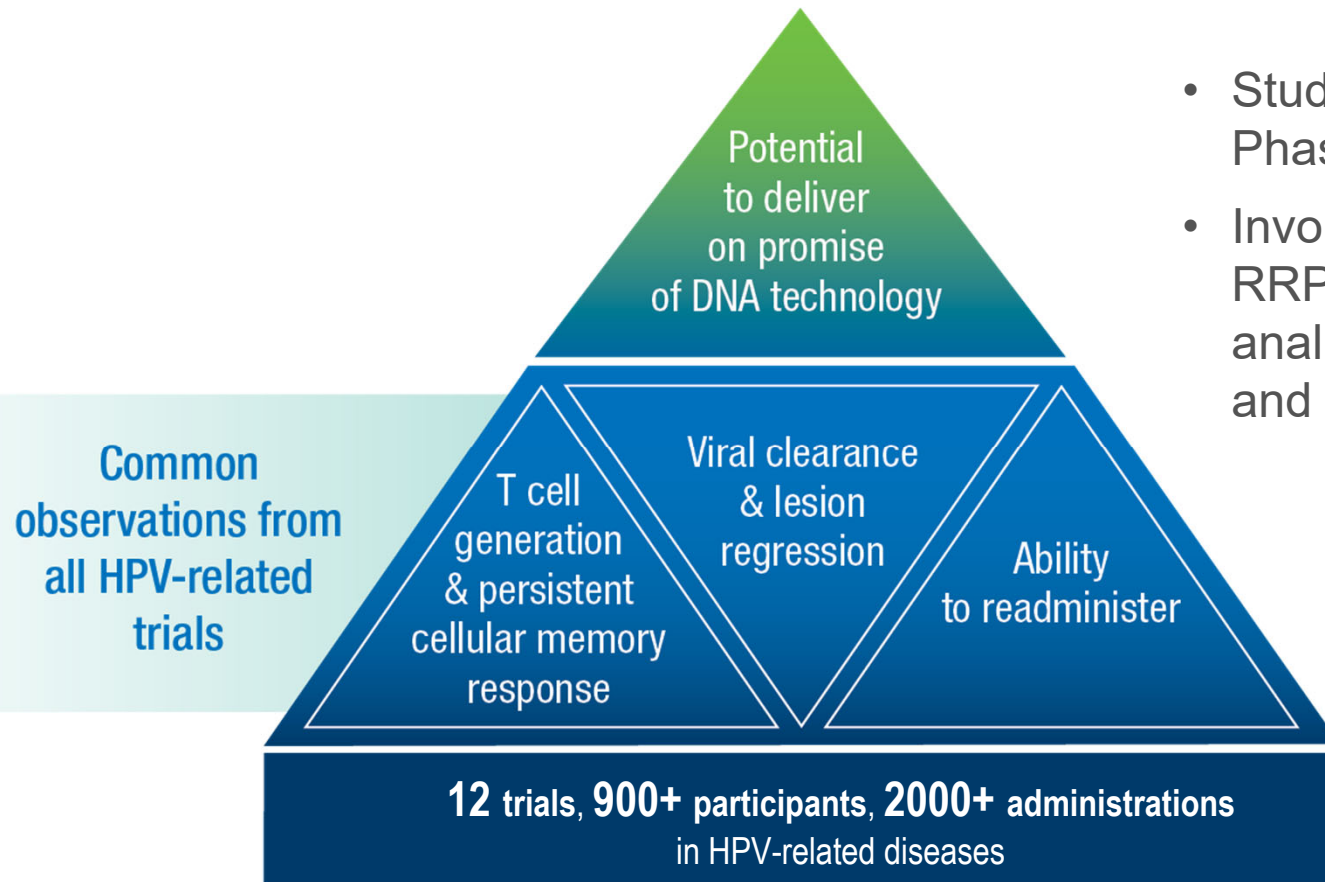 Potential
to deliver
on promise
of DNA technology
•
•
RRP
and
Common
observations from
all HPV-related
trials
T cell
generation
& persistent
cellular memory
response
Viral clearance
& lesion
regression
Ability
to readminister
12 trials, 900+ participants, 2000+ administrations
in HPV-related diseases